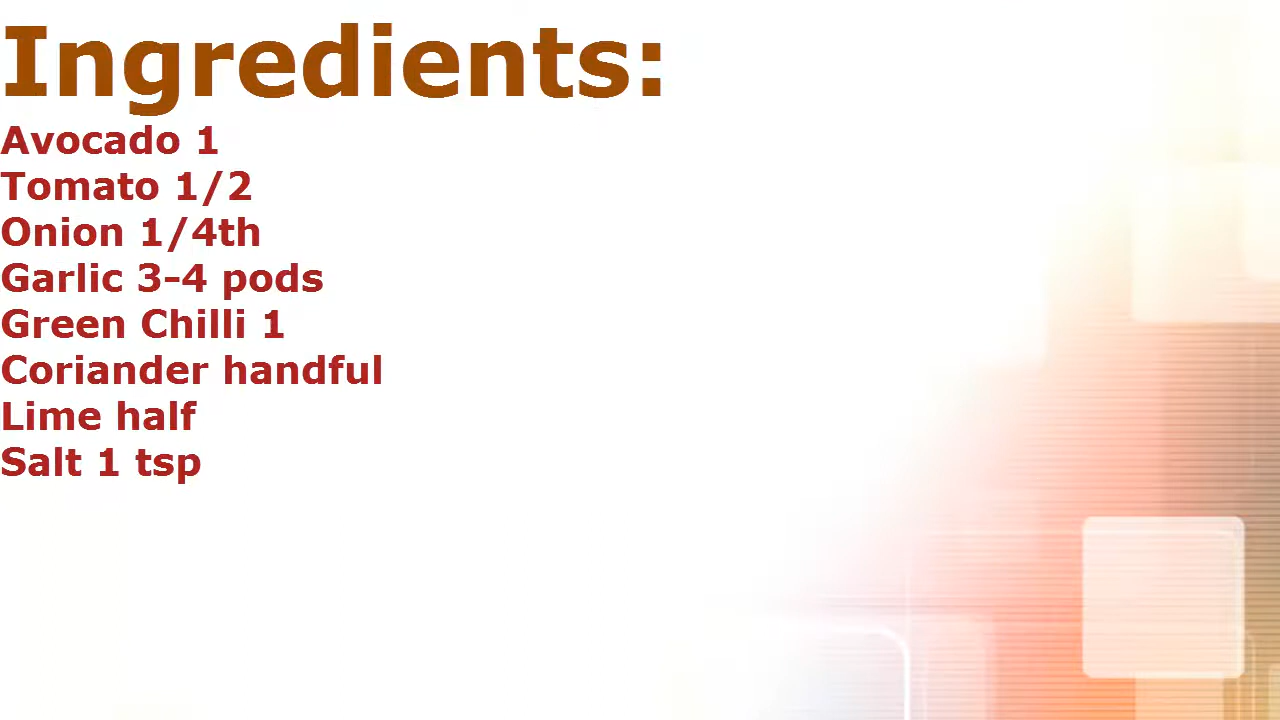 Ingredients:
Avocado 1
Tomato 1/2
Onion 1/4th
Garlic 3-4 pods
Green Chilli 1
Coriander handful
Lime half
Salt 1 tsp